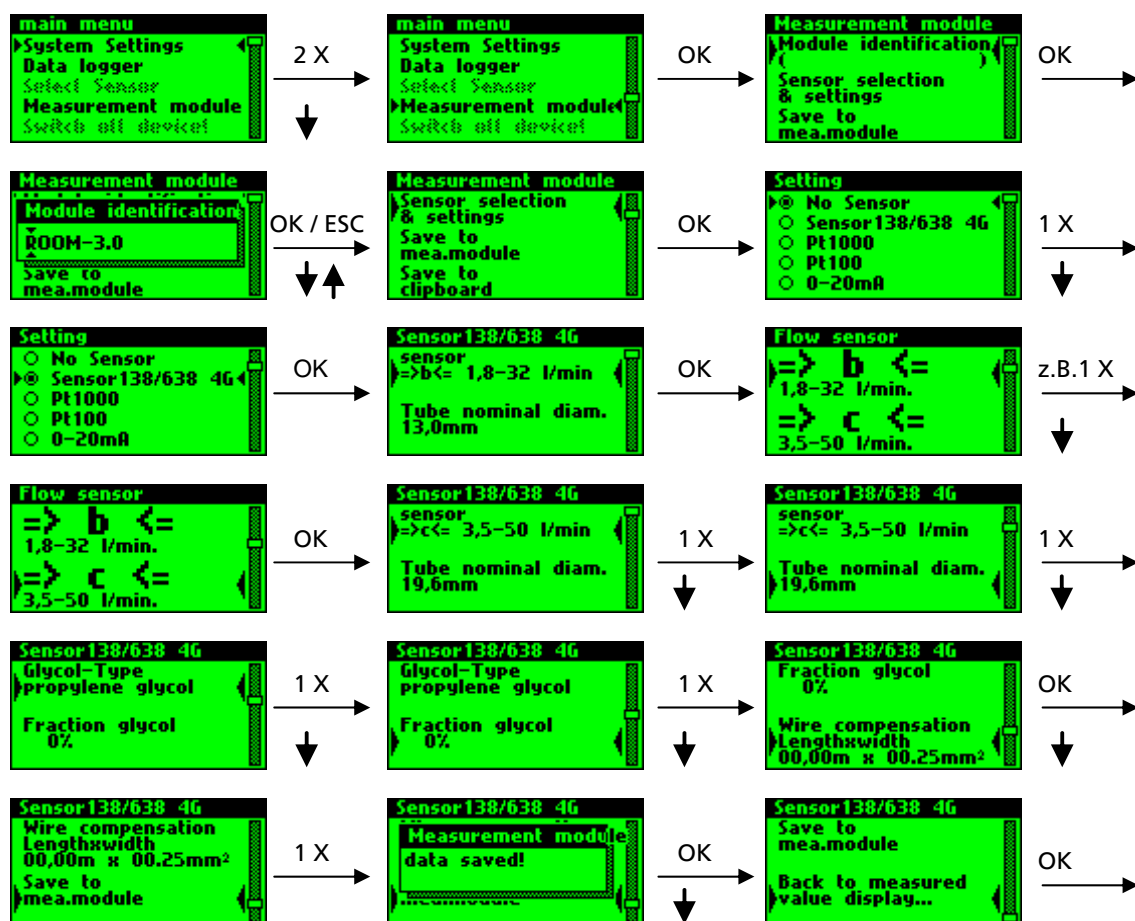 main menu
System Settings
Data logger
Select Sensor
Measurement module
Switch off device!
2 X
main menu
System Settings
Data logger
Select Sensor
Measurement module
Switch off device!
OK
Measurement module
Module identification
( )
Sensor selection
& settings
Save to
mea.module
OK
Measurement module
Module identification
ROOM-3.0
Save to
mea.module
OK / ESC
Measurement module
Sensor selection
& settings
Save to
mea.module
Save to
clipboard
OK
Setting
No Sensor
Sensor138/638 4G
Pt1000
Pt100
0-20mA
1 X
Setting
No Sensor
Sensor138/638 4G
Pt1000
Pt100
0-20mA
OK
Sensor138/638 4G
sensor
=>b<= 1,8-32 l/min
Tube nominal diam.
13,0mm
OK
Flow sensor
=> b <=
1,8-32 l/min.
=> c <=
3,5-50 l/min.
z.B.1 X
Flow sensor
=> b <=
1,8-32 l/min.
=> c <=
3,5-50 l/min.
OK
Sensor138/638 4G
sensor
=>c<= 3,5-50 l/min
Tube nominal diam.
19,6mm
1 X
Sensor138/638 4G
sensor
=>c<= 3,5-50 l/min
Tube nominal diam.
19,6mm
1 X
Sensor138/638 4G
Glycol-Type
propylene glycol
Fraction glycol
0%
1 X
Sensor138/638 4G
Glycol-Type
propylene glycol
Fraction glycol
0%
1 X
Sensor138/638 4G
Fraction glycol
0%
Wire compensation
Lengthxwidth
00,00m x 00.25mm²
OK
Sensor138/638 4G
Wire compensation
Lengthxwidth
00,00m x 00.25mm²
Save to
mea.module
1 X
Sensor138/638 4G
Measurement module
data saved!
OK
Sensor138/638 4G
Save to
mea.module
Back to measured
value display...
OK